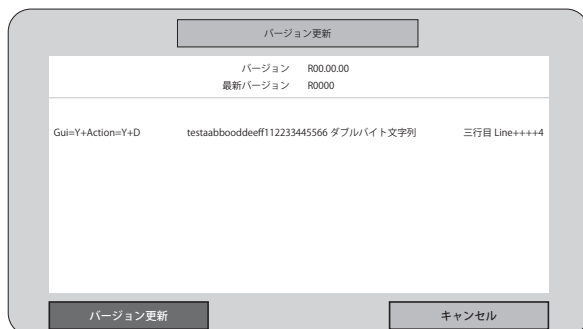 バージョン更新
バージョン R00.00.00
最新バージョン R0000
Gui=Y+Action=Y+D testaabbooddeeff112233445566 ダブルバイト文字列 三行目 Line++++4
バージョン更新 キャンセル